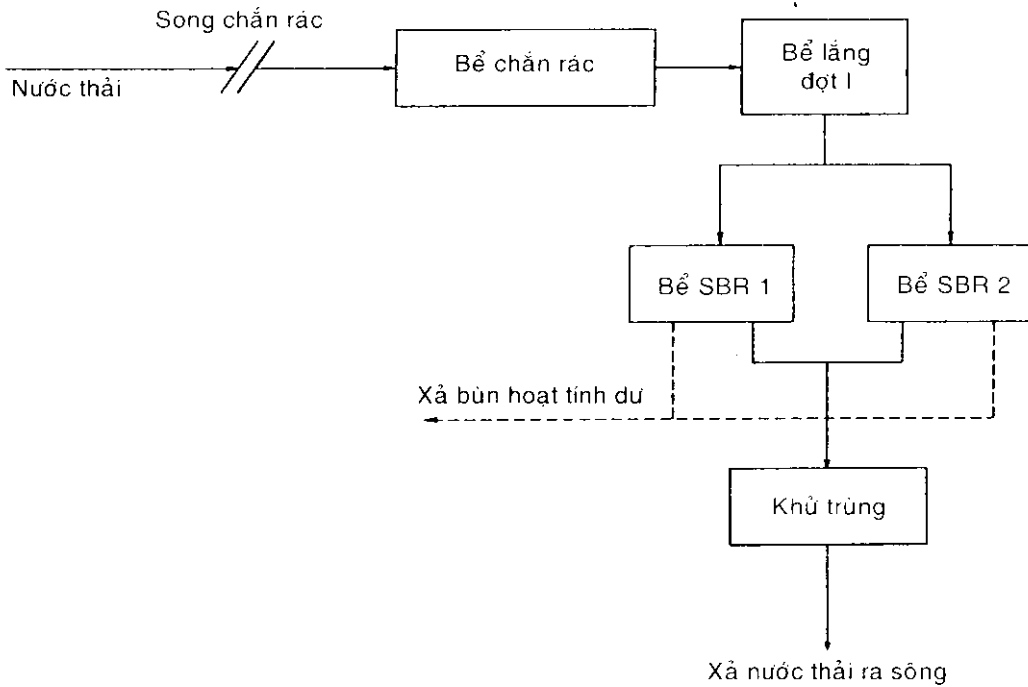 Song chắn rác
Nước thải
Bể chắn rác
Bể lắng
đợt I
Bể SBR 1
Bể SBR 2
Xả bùn hoạt tính dư
Khử trùng
Xả nước thải ra sông